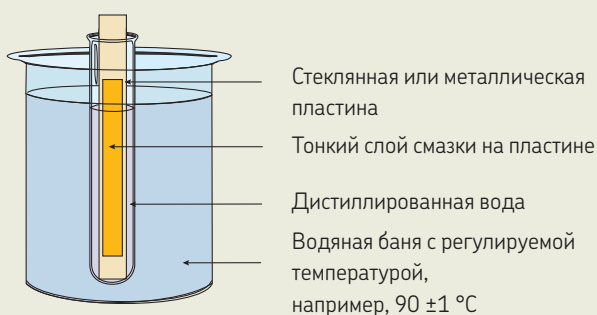 Стеклянная или металлическая
пластина
Тонкий слой смазки на пластине
Дистиллированная вода
Водяная баня с регулируемой
температурой,
например, 90 ±1 °C